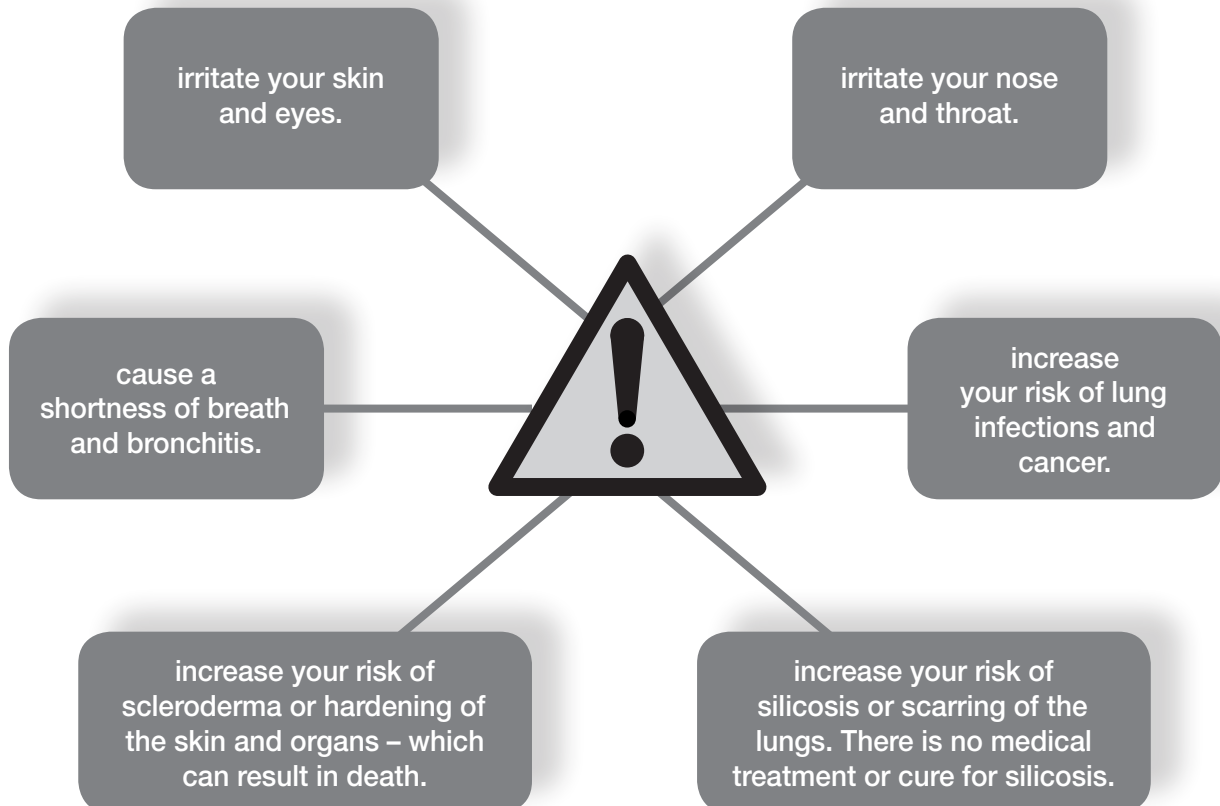 irritate your skin
and eyes.
irritate your nose
and throat.
cause a
shortness of breath
and bronchitis.
increase
your risk of lung
infections and
cancer.
increase your risk of
scleroderma or hardening of
the skin and organs – which
can result in death.
increase your risk of
silicosis or scarring of the
lungs. There is no medical
treatment or cure for silicosis.